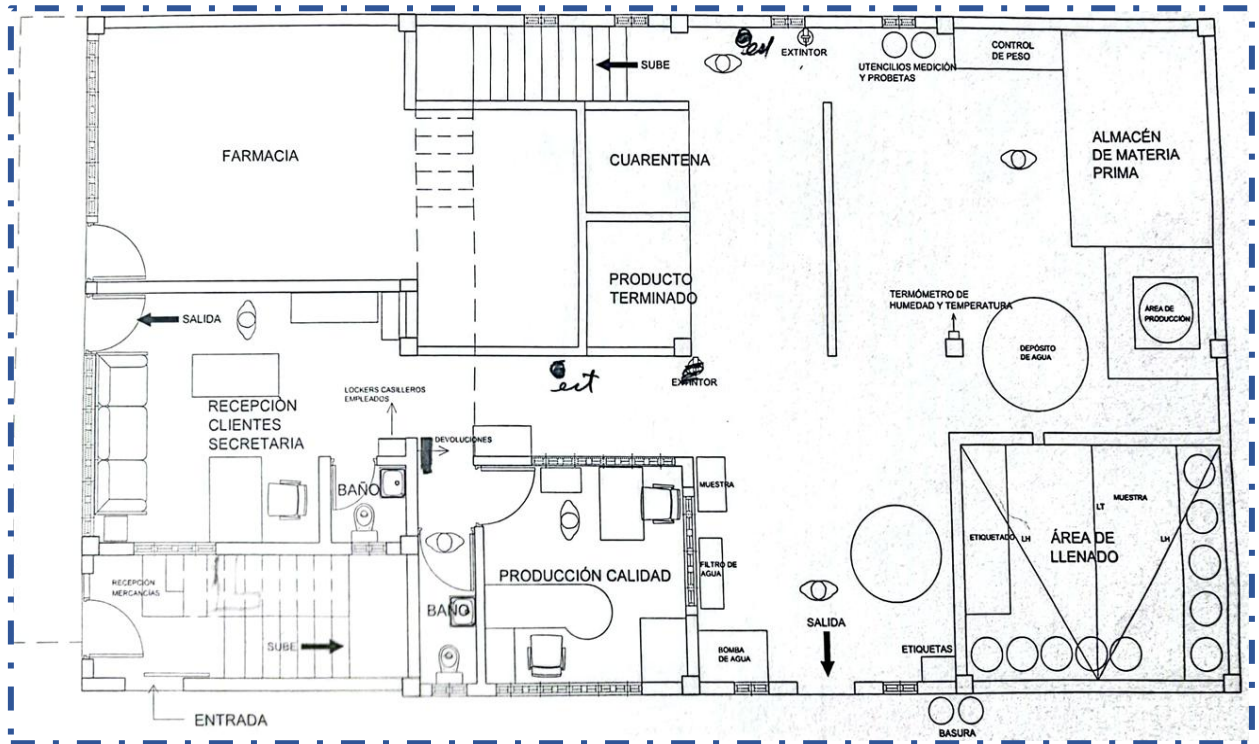 est
EXTINTOR
SUBE
UTENCILIOS MEDICIÓN
Y PROBETAS
CONTROL
DE PESO
FARMACIA
CUARENTENA
ALMACÉN
DE MATERIA
PRIMA
PRODUCTO
TERMINADO
TERMÓMETRO DE
HUMEDAD Y TEMPERATURA
ÁREA DE
PRODUCCIÓN
SALIDA
DEPÓSITO
DE AGUA
ext
EXTINTOR
LOCKERS CASILLEROS
EMPLEADOS
RECEPCIÓN
CLIENTES
SECRETARIA
DEVOLUCIONES
BAÑO
MUESTRA
MUESTRA
LT
ETIQUETADO
LH
LH
ÁREA DE
LLENADO
RECEPCIÓN
MERCANCÍAS
PRODUCCIÓN CALIDAD
FILTRO DE
AGUA
BAÑO
SALIDA
SUBE
BOMBA
DE AGUA
ETIQUETAS
ENTRADA
BASURA